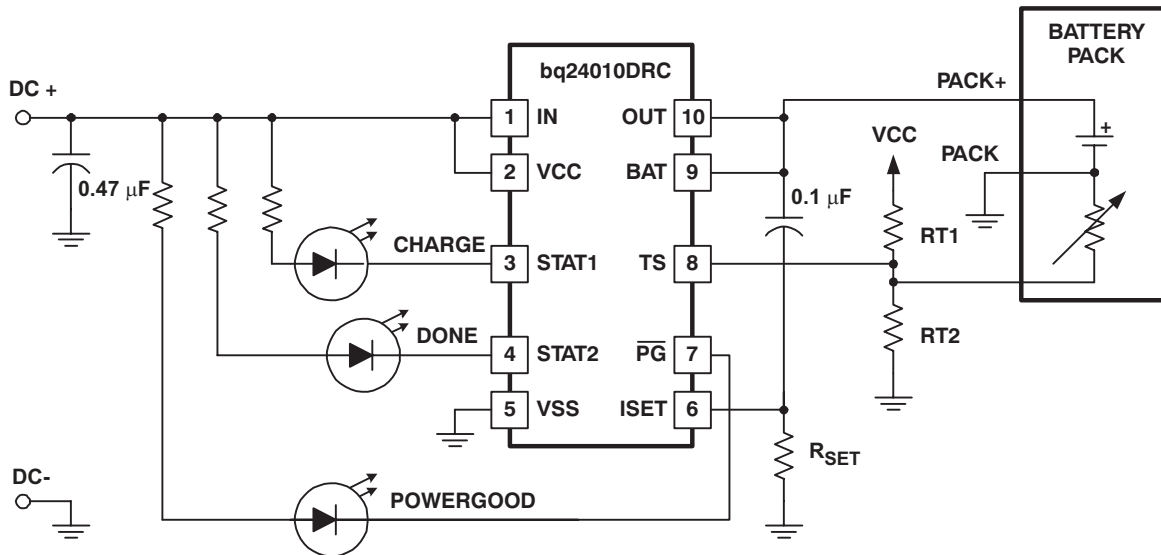 BATTERY
PACK
bq24010DRC
DC +
PACK+
1 IN OUT 10
VCC
PACK
2 VCC BAT 9
0.47 μF
0.1 μF
RT1
CHARGE
3 STAT1 TS 8
DONE
RT2
4 STAT2 PG 7
5 VSS ISET 6
RSET
DC-
POWERGOOD
+